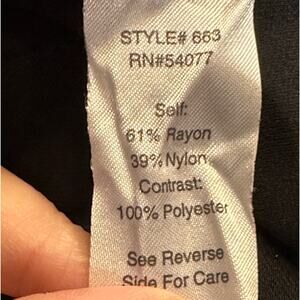 STYLE# 663
RN#54077
Self:
61% Rayon
39% Nylon
Contrast:
100% Polyester
See Reverse
Side For Care